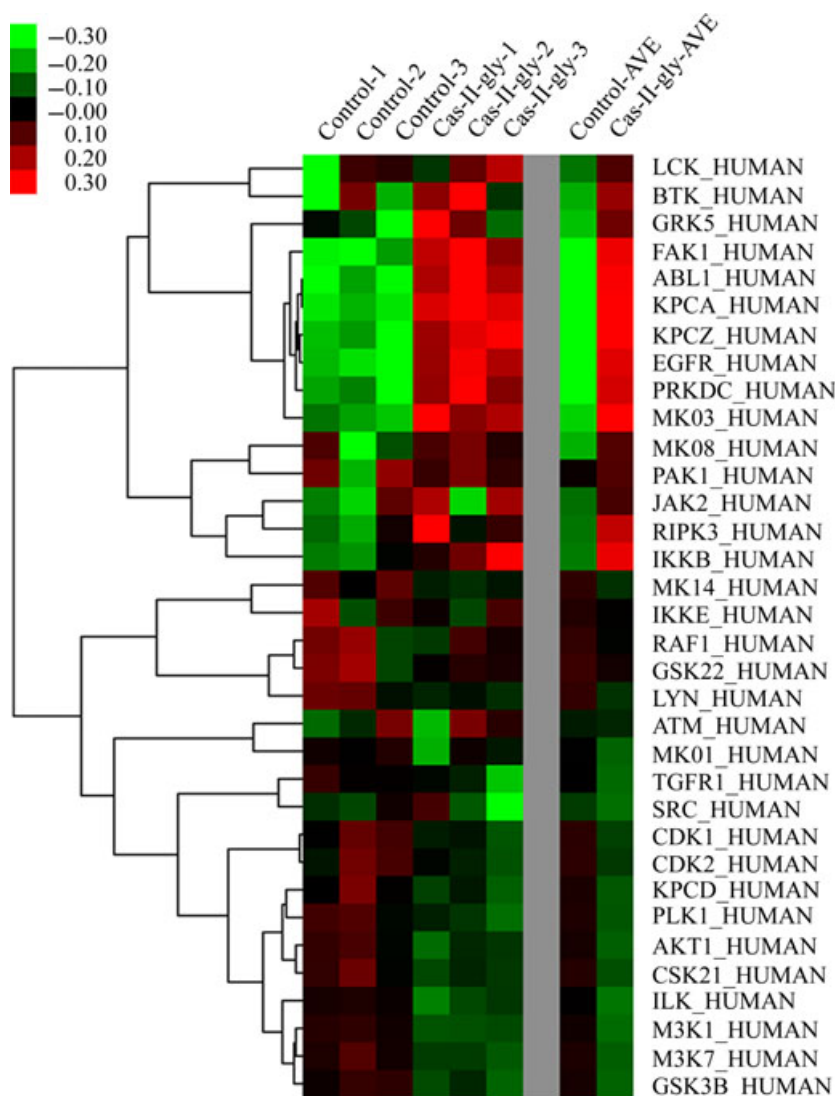 −0.30
−0.20
−0.10
−0.00
0.10
0.20
0.30
Control-1
Control-2
Control-3
Cas-II-gly-1
Cas-II-gly-2
Cas-II-gly-3
Control-AVE
Cas-II-gly-AVE
LCK_HUMAN
BTK_HUMAN
GRK5_HUMAN
FAK1_HUMAN
ABL1_HUMAN
KPCA_HUMAN
KPCZ_HUMAN
EGFR_HUMAN
PRKDC_HUMAN
MK03_HUMAN
MK08_HUMAN
PAK1_HUMAN
JAK2_HUMAN
RIPK3_HUMAN
IKKB_HUMAN
MK14_HUMAN
IKKE_HUMAN
RAF1_HUMAN
GSK22_HUMAN
LYN_HUMAN
ATM_HUMAN
MK01_HUMAN
TGFR1_HUMAN
SRC_HUMAN
CDK1_HUMAN
CDK2_HUMAN
KPCD_HUMAN
PLK1_HUMAN
AKT1_HUMAN
CSK21_HUMAN
ILK_HUMAN
M3K1_HUMAN
M3K7_HUMAN
GSK3B_HUMAN